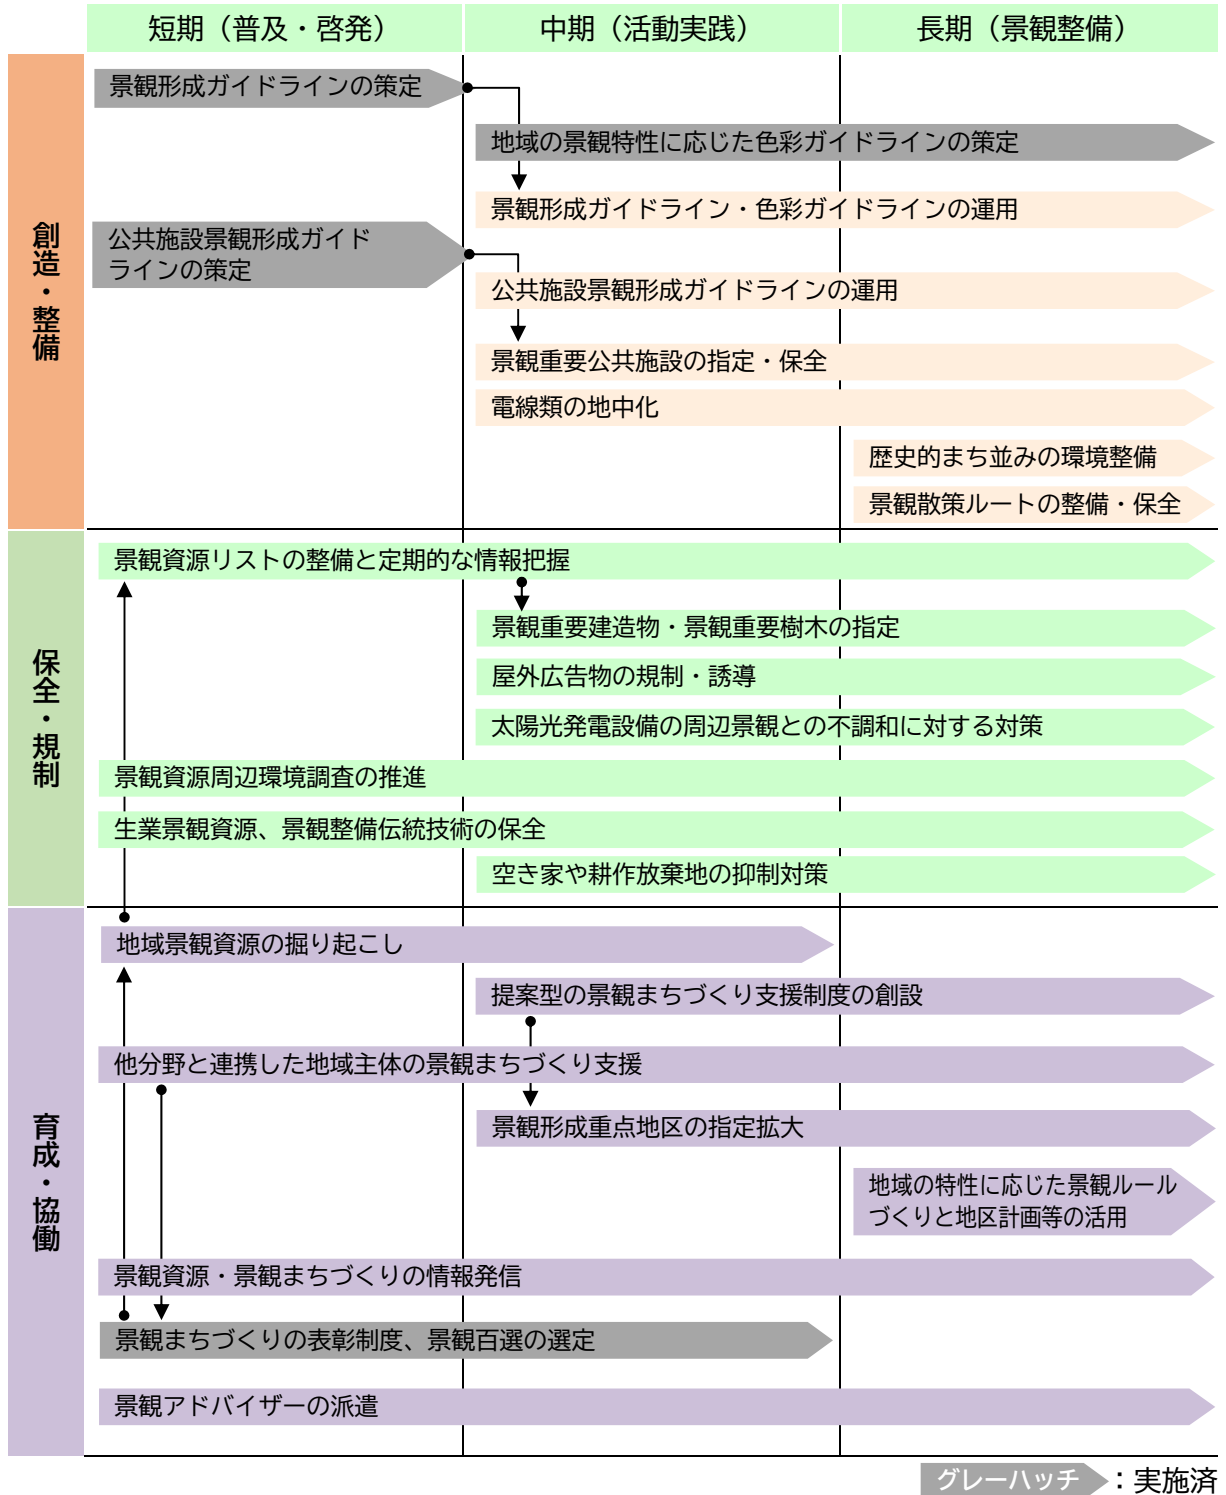 短期（普及・啓発）
中期（活動実践）
長期（景観整備）
創造・整備
景観形成ガイドラインの策定
地域の景観特性に応じた色彩ガイドラインの策定
景観形成ガイドライン・色彩ガイドラインの運用
公共施設景観形成ガイド
ラインの策定
公共施設景観形成ガイドラインの運用
景観重要公共施設の指定・保全
電線類の地中化
歴史的まち並みの環境整備
景観散策ルートの整備・保全
保全・規制
景観資源リストの整備と定期的な情報把握
景観重要建造物・景観重要樹木の指定
屋外広告物の規制・誘導
太陽光発電設備の周辺景観との不調和に対する対策
景観資源周辺環境調査の推進
生業景観資源、景観整備伝統技術の保全
空き家や耕作放棄地の抑制対策
育成・協働
地域景観資源の掘り起こし
提案型の景観まちづくり支援制度の創設
他分野と連携した地域主体の景観まちづくり支援
景観形成重点地区の指定拡大
地域の特性に応じた景観ルール
づくりと地区計画等の活用
景観資源・景観まちづくりの情報発信
景観まちづくりの表彰制度、景観百選の選定
景観アドバイザーの派遣
グレーハッチ：実施済